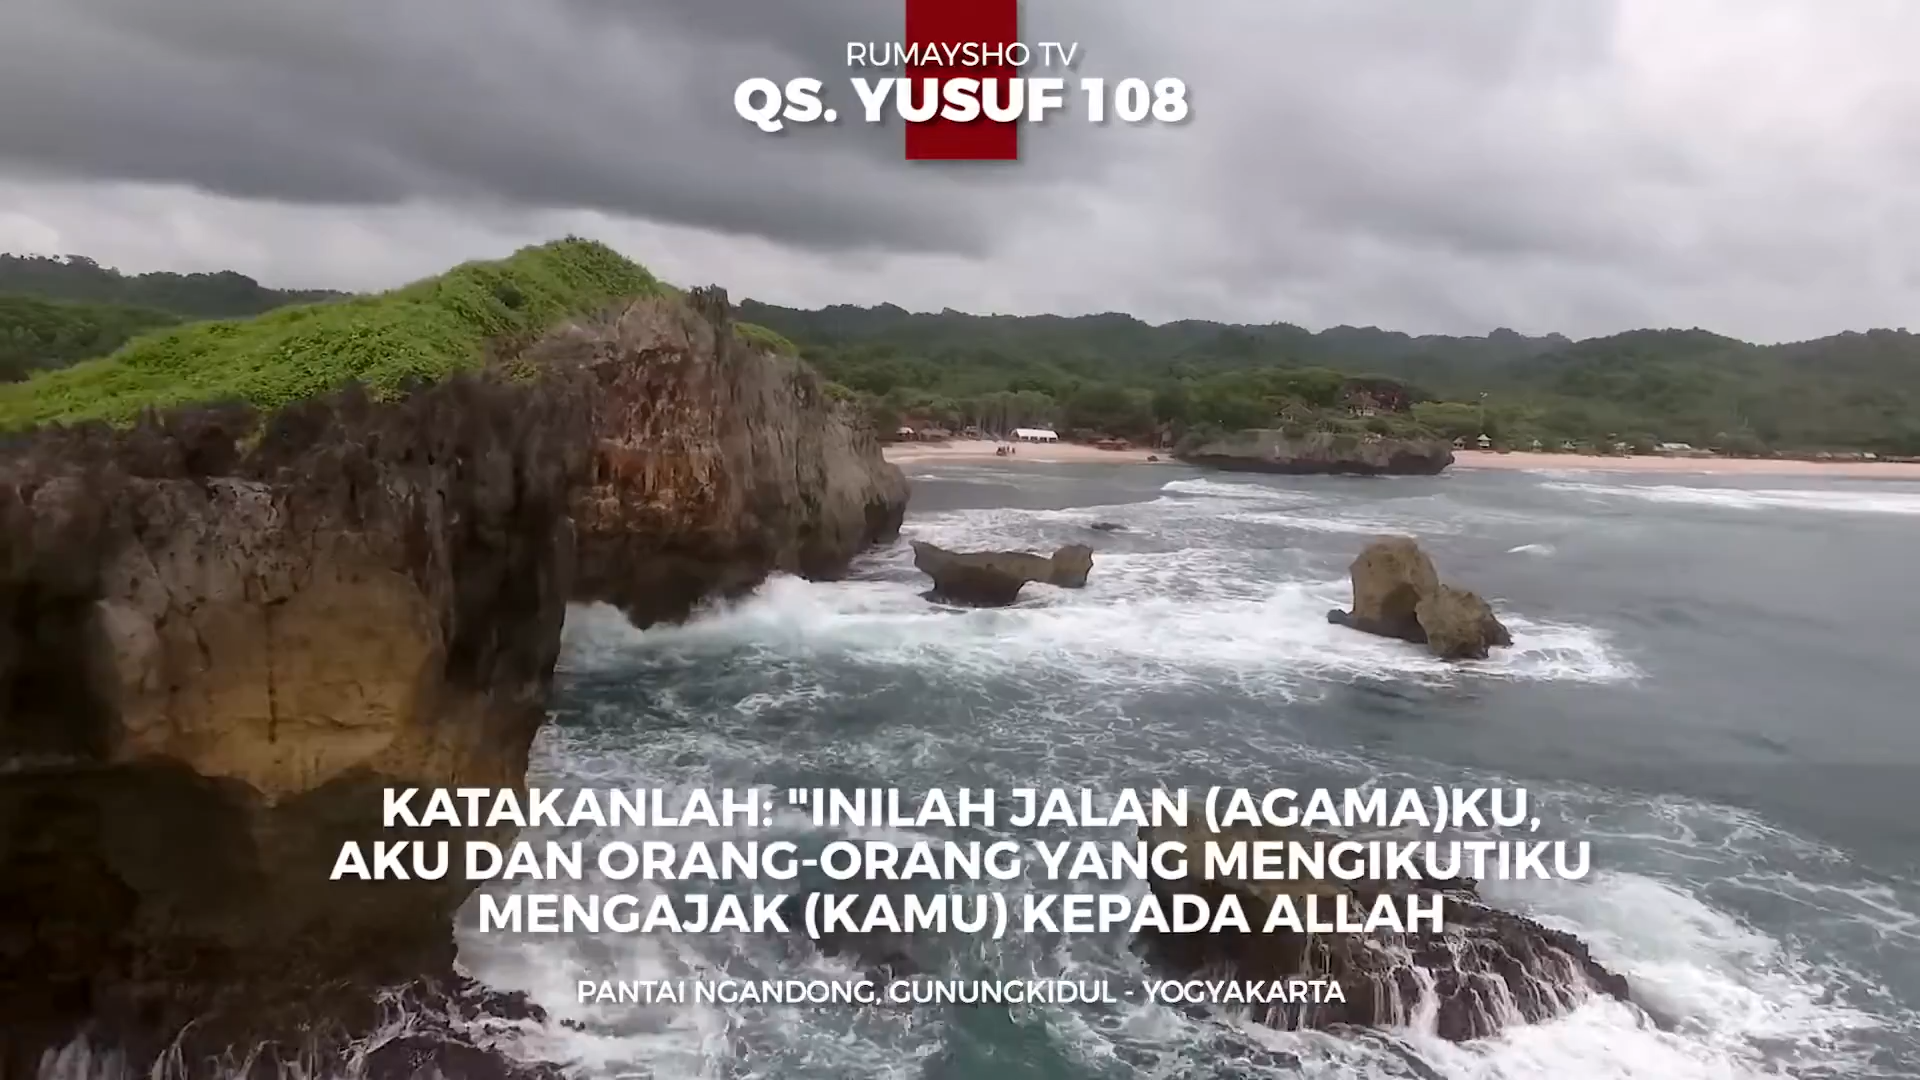 RUMAYSHO TV
QS. YUSUF 108
KATAKANLAH: "INILAH JALAN (AGAMA)KU,
AKU DAN ORANG-ORANG YANG MENGIKUTIKU
MENGAJAK (KAMU) KEPADA ALLAH
PANTAI NGANDONG, GUNUNGKIDUL - YOGYAKARTA